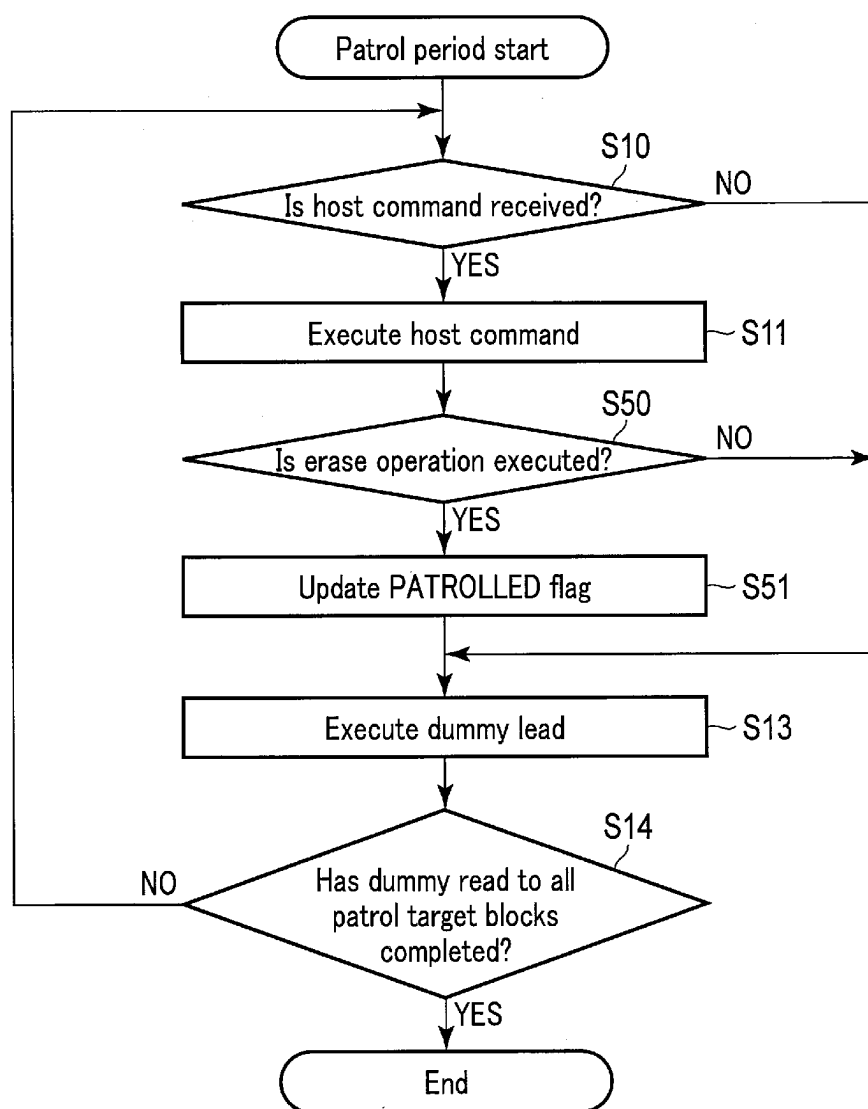 Patrol period start
S10
Is host command received?
NO
YES
Execute host command
S11
S50
Is erase operation executed?
NO
YES
Update PATROLLED flag
S51
Execute dummy lead
S13
S14
NO
Has dummy read to all
patrol target blocks
completed?
YES
End